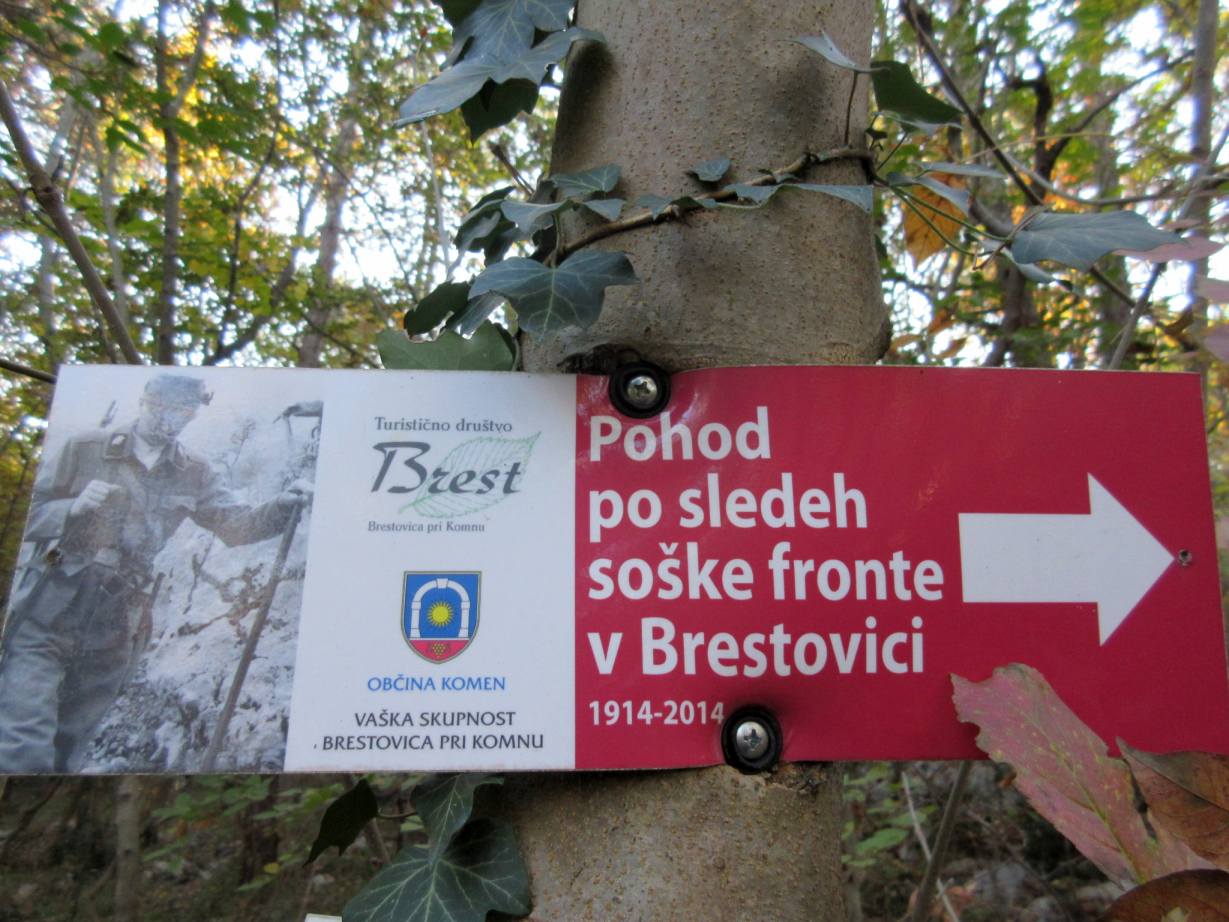 Turistično društvo
Brest
Brestovica pri Komnu
OBČINA KOMEN
VAŠKA SKUPNOST
BRESTOVICA PRI KOMNU
Pohod
po sledeh
soške fronte
v Brestovici
1914-2014